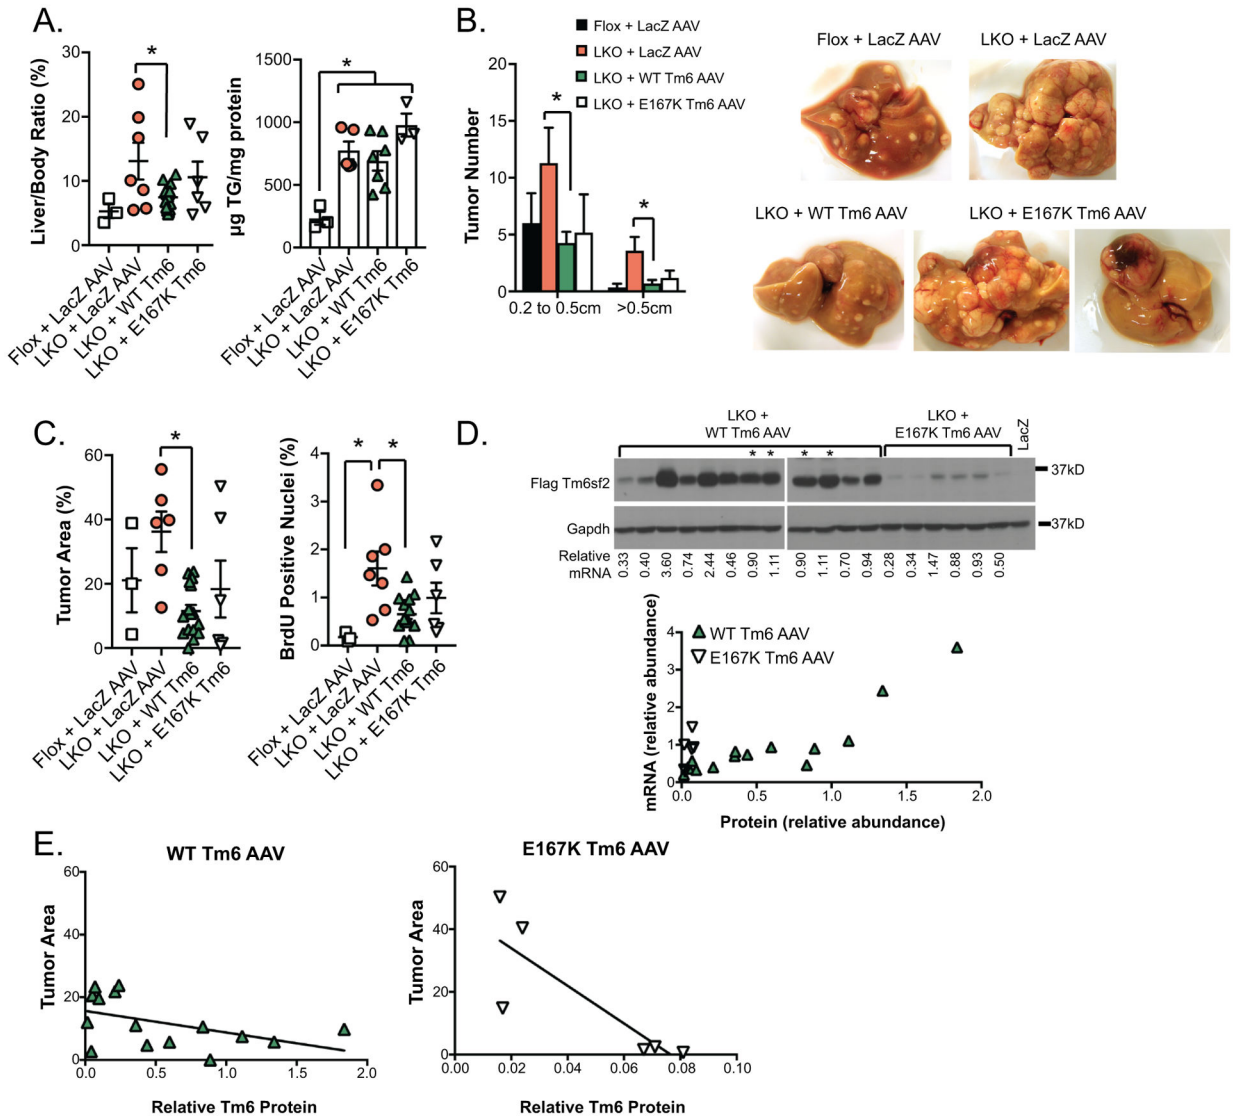 A.
Liver/Body Ratio (%)
30
20
10
0
*
Flox + LacZ AAV
LKO + LacZ AAV
LKO + WT Tm6
LKO + E167K Tm6
µg TG/mg protein
1500
1000
500
0
*
Flox + LacZ AAV
LKO + LacZ AAV
LKO + WT Tm6
LKO + E167K Tm6
B.
Flox + LacZ AAV
LKO + LacZ AAV
LKO + WT Tm6 AAV
LKO + E167K Tm6 AAV
Tumor Number
20
15
10
5
0
*
*
0.2 to 0.5cm
>0.5cm
Flox + LacZ AAV
LKO + LacZ AAV
LKO + WT Tm6 AAV
LKO + E167K Tm6 AAV
C.
Tumor Area (%)
60
40
20
0
*
Flox + LacZ AAV
LKO + LacZ AAV
LKO + WT Tm6
LKO + E167K Tm6
BrdU Positive Nuclei (%)
4
3
2
1
0
*
*
Flox + LacZ AAV
LKO + LacZ AAV
LKO + WT Tm6
LKO + E167K Tm6
D.
LKO +
WT Tm6 AAV
LKO +
E167K Tm6 AAV
LacZ
* * * *
Flag Tm6sf2
37kD
Gapdh
37kD
Relative
mRNA
0.33 0.40 3.60 0.74 2.44 0.46 0.90 1.11 0.90 1.11 0.70 0.94 0.28 0.34 1.47 0.88 0.93 0.50
mRNA (relative abundance)
4
3
2
1
0
WT Tm6 AAV
E167K Tm6 AAV
0.0 0.5 1.0 1.5 2.0
Protein (relative abundance)
E.
WT Tm6 AAV
Tumor Area
60
40
20
0
0.0 0.5 1.0 1.5 2.0
Relative Tm6 Protein
E167K Tm6 AAV
Tumor Area
60
40
20
0
0.00 0.02 0.04 0.06 0.08 0.10
Relative Tm6 Protein